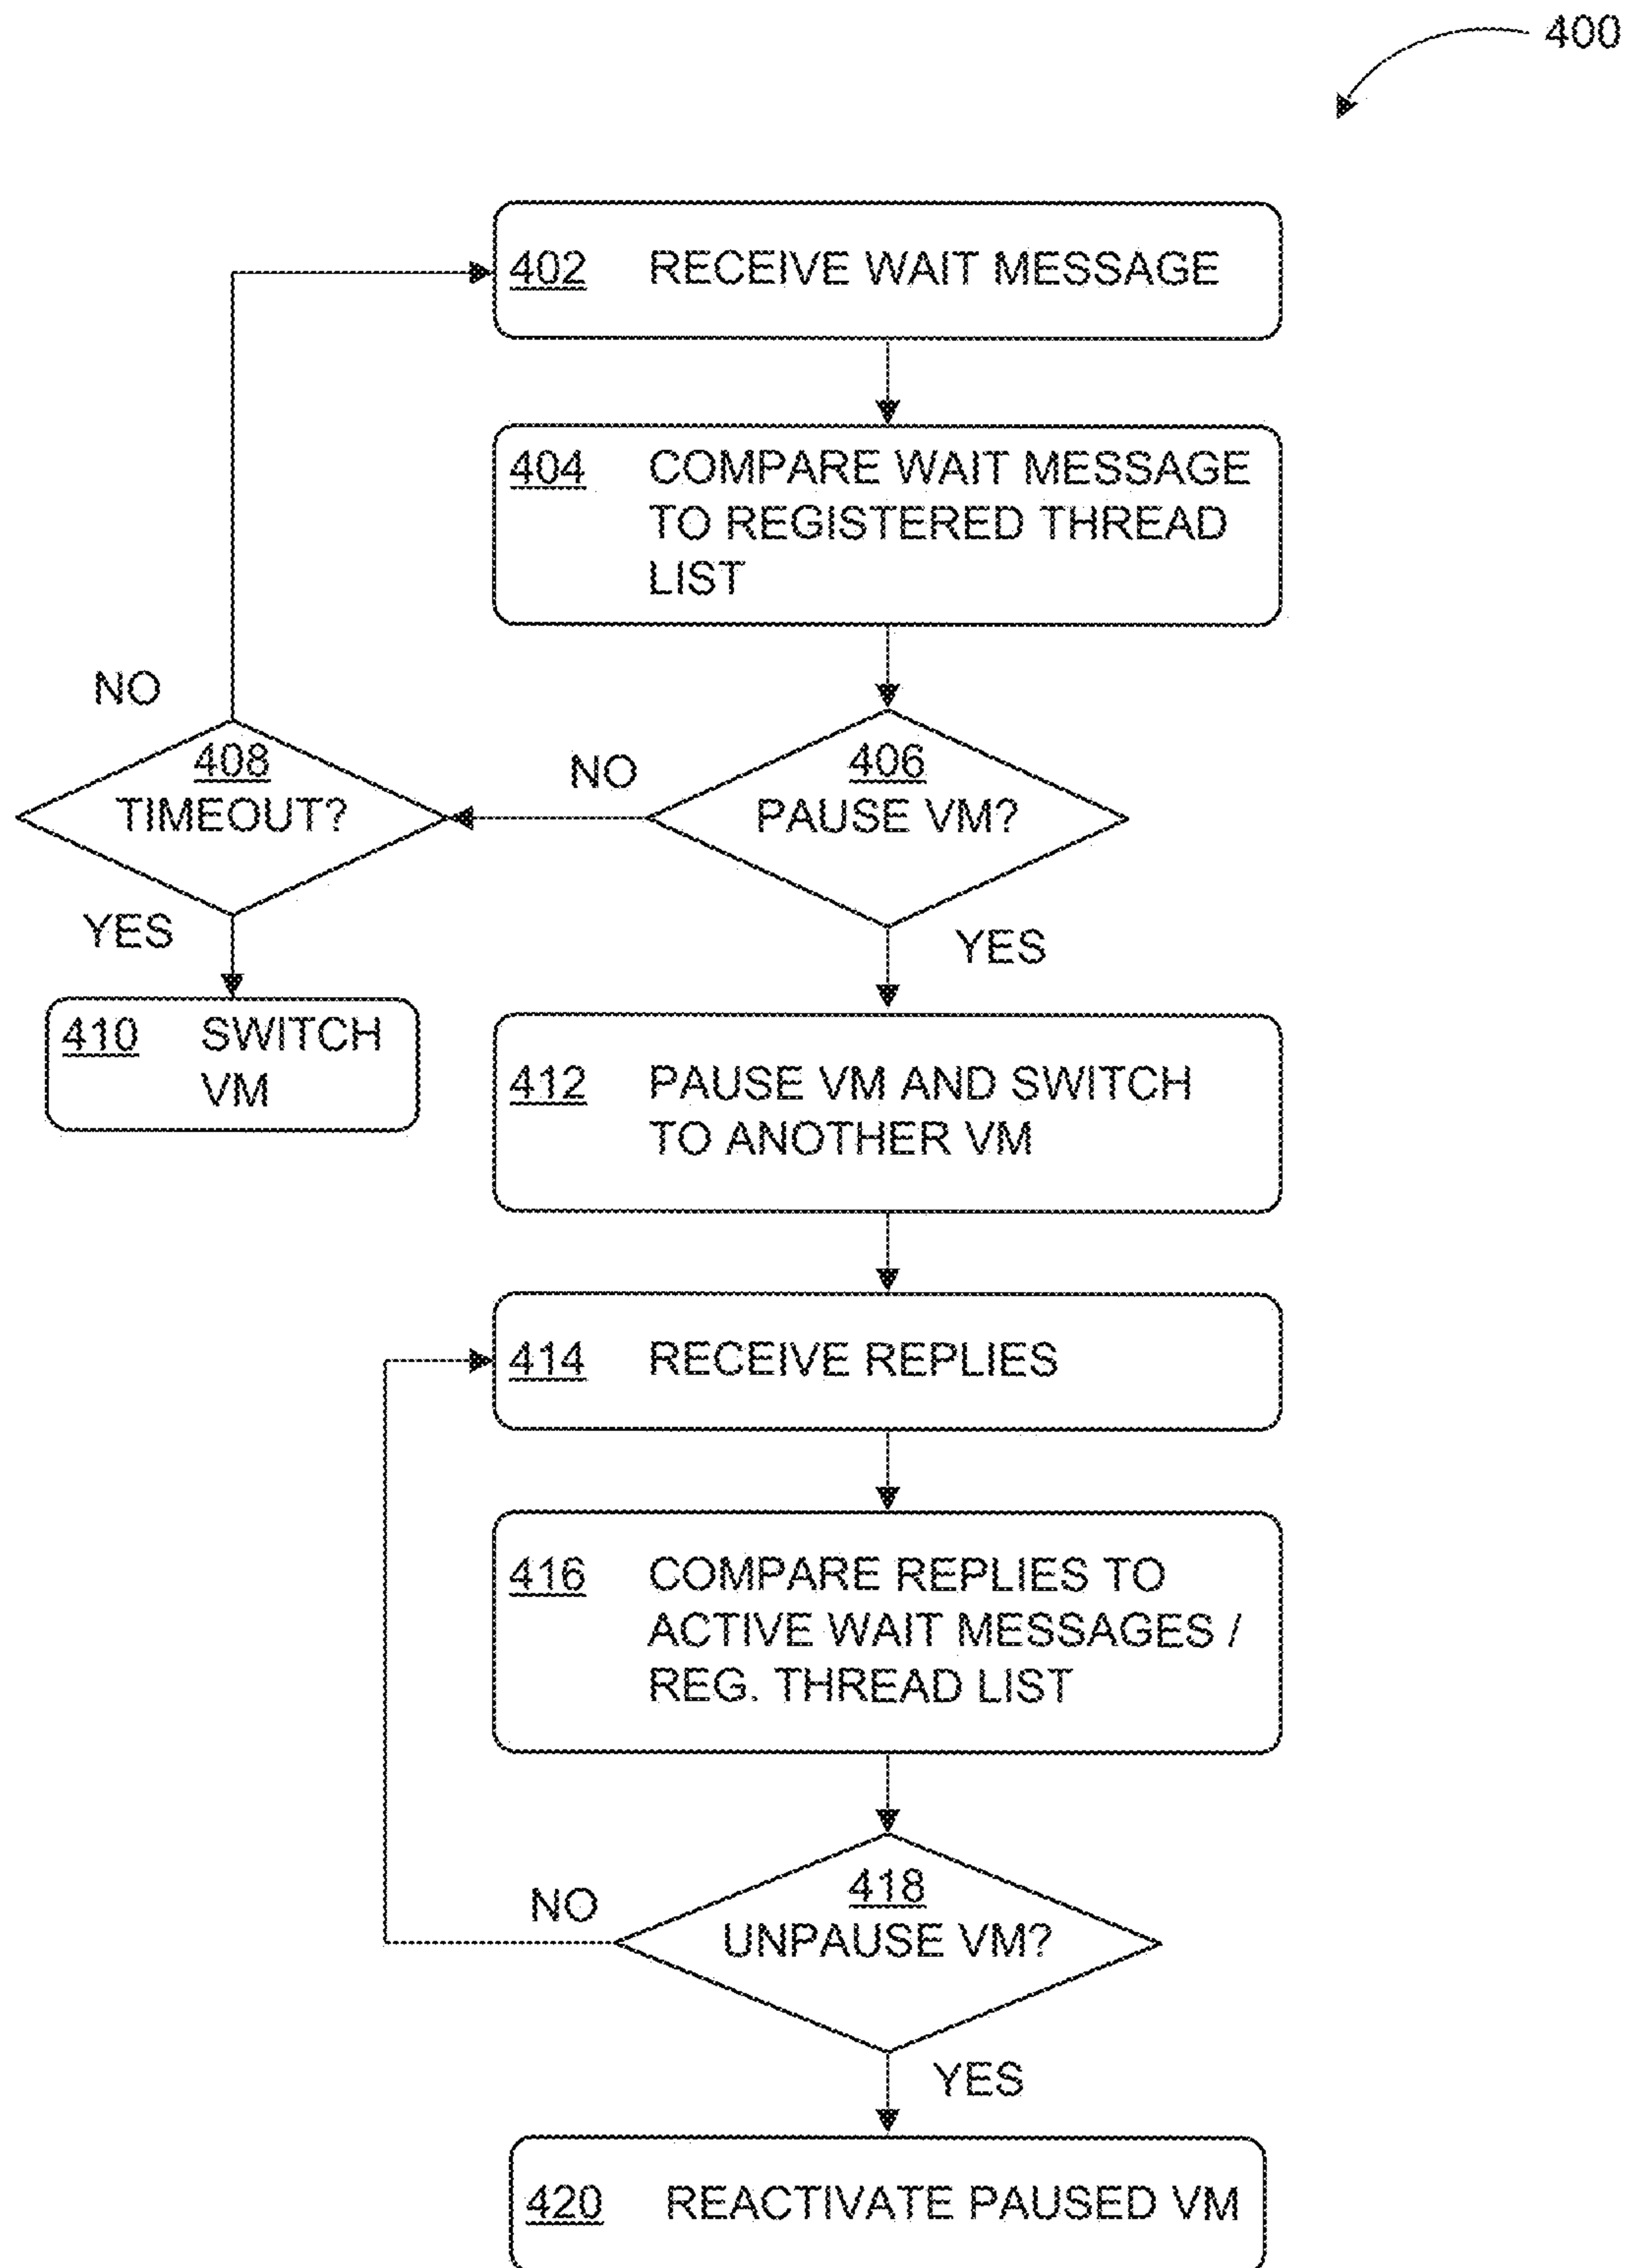 400
402 RECEIVE WAIT MESSAGE
404 COMPARE WAIT MESSAGE
TO REGISTERED THREAD
LIST
NO
408
TIMEOUT?
NO
406
PAUSE VM?
YES
YES
410 SWITCH
VM
412 PAUSE VM AND SWITCH
TO ANOTHER VM
414 RECEIVE REPLIES
416 COMPARE REPLIES TO
ACTIVE WAIT MESSAGES /
REG. THREAD LIST
NO
418
UNPAUSE VM?
YES
420 REACTIVATE PAUSED VM